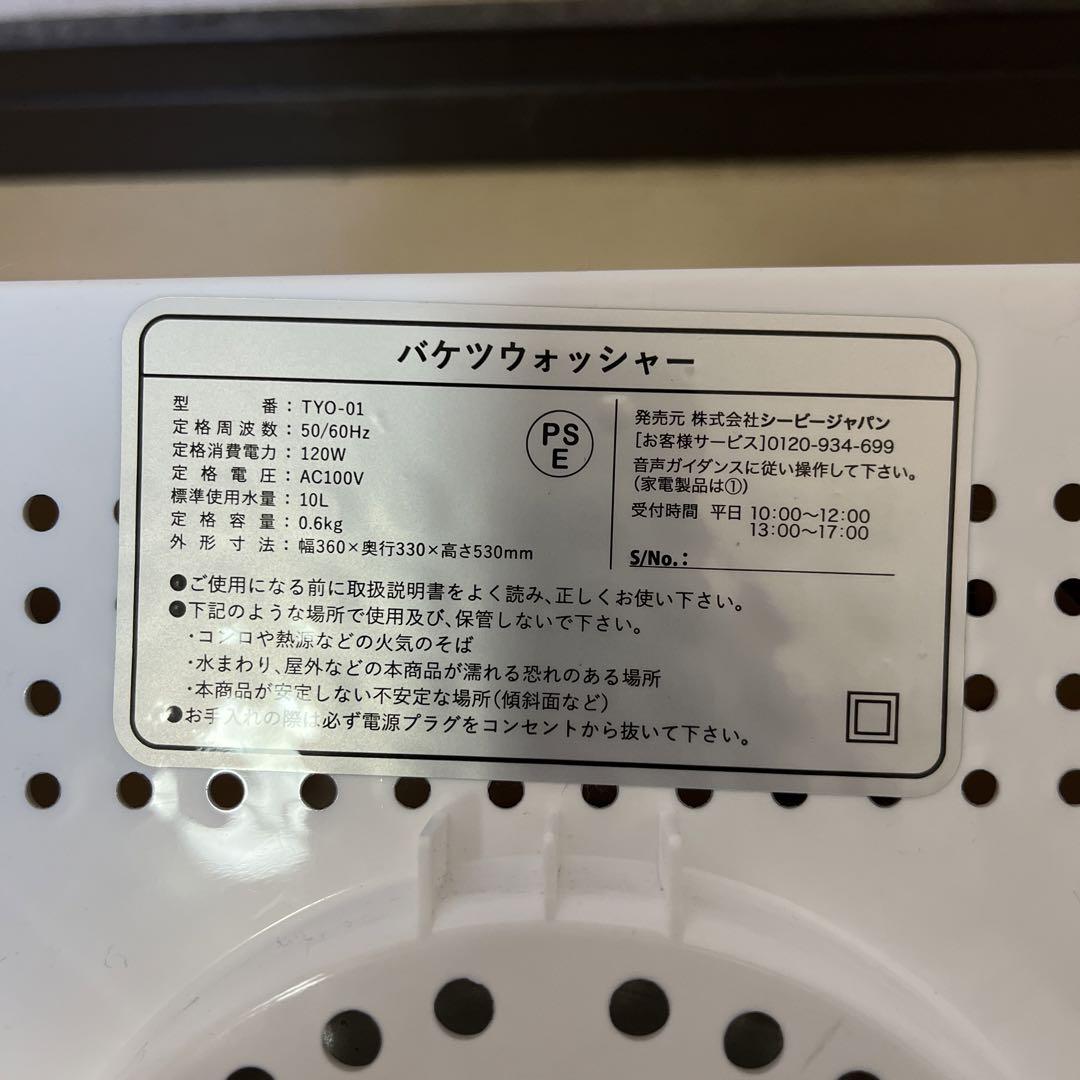 バケツウォッシャー
型番：TYO-01
定格周波数：50/60Hz
定格消費電力：120W
定格電圧：AC100V
標準使用水量：10L
定格容量：0.6kg
外形寸法：幅360×奥行330×高さ530mm
PS
E
発売元 株式会社シービージャパン
[お客様サービス]0120-934-699
音声ガイダンスに従い操作して下さい。
(家電製品は①)
受付時間 平日 10:00〜12:00
13:00〜17:00
S/No.：
●ご使用になる前に取扱説明書をよく読み、正しくお使い下さい。
●下記のような場所で使用及び、保管しないで下さい。
・コンロや熱源などの火気のそば
・水まわり、屋外などの本商品が濡れる恐れのある場所
・本商品が安定しない不安定な場所(傾斜面など)
●お手入れの際は必ず電源プラグをコンセントから抜いて下さい。